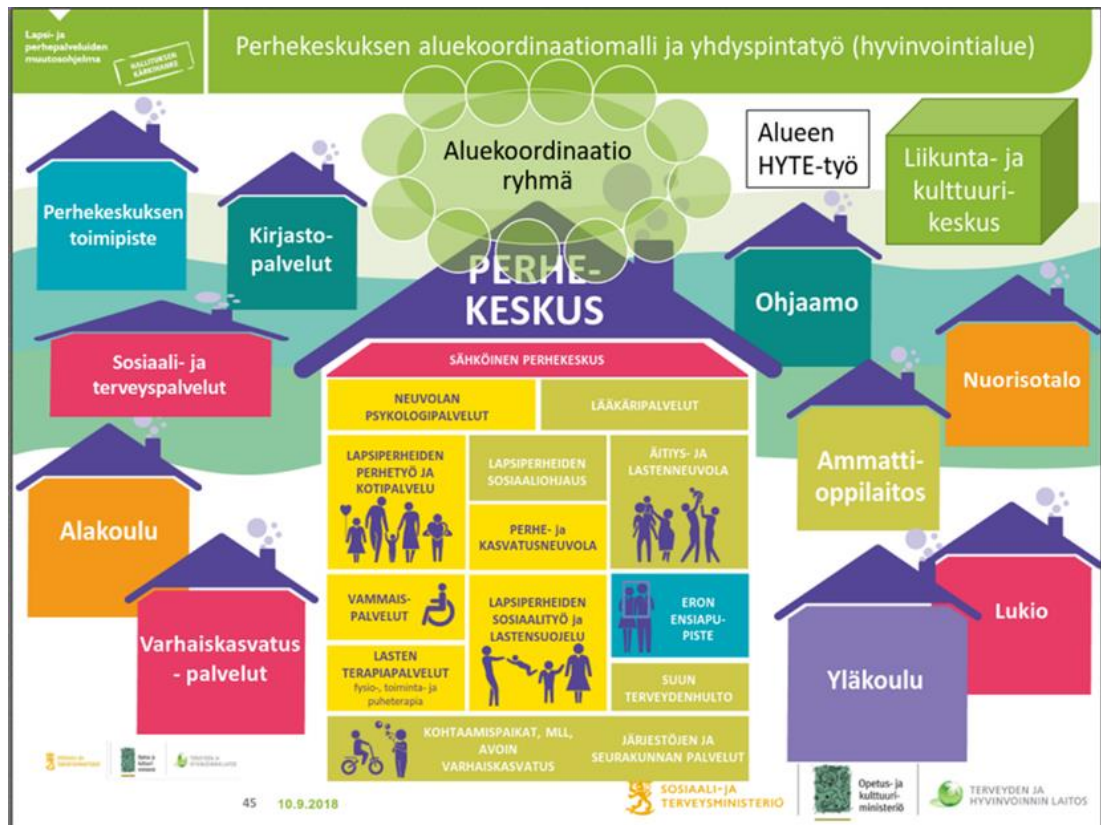 Lapsi- ja
perhepalveluiden
muutosohjelma
HALLITUKSEN
KÄRKIHANKE
Perhekeskuksen aluekoordinaatiomalli ja yhdyspintatyö (hyvinvointialue)
Aluekoordinaatio
ryhmä
Alueen
HYTE-työ
Liikunta- ja
kulttuuri-
keskus
Perhekeskuksen
toimipiste
Kirjasto-
palvelut
PERHE-
KESKUS
Ohjaamo
Sosiaali- ja
terveyspalvelut
Nuorisotalo
SÄHKÖINEN PERHEKESKUS
NEUVOLAN
PSYKOLOGIPALVELUT
LÄÄKÄRIPALVELUT
LAPSIPERHEIDEN
PERHETYÖ JA
KOTIPALVELU
LAPSIPERHEIDEN
SOSIAALIOHJAUS
ÄITIYS- JA
LASTENNEUVOLA
PERHE- JA
KASVATUSNEUVOLA
Ammatti-
oppilaitos
Alakoulu
VAMMAIS-
PALVELUT
LAPSIPERHEIDEN
SOSIAALITYÖ JA
LASTENSUOJELU
ERON
ENSIAPU-
PISTE
Varhaiskasvatus
- palvelut
LASTEN
TERAPIAPALVELUT
fysio-, toiminta- ja
puheterapia
SUUN
TERVEYDENHULTO
Yläkoulu
Lukio
KOHTAAMISPAIKAT, MLL,
AVOIN
VARHAISKASVATUS
JÄRJESTÖJEN JA
SEURAKUNNAN PALVELUT
45 10.9.2018
SOSIAALI- JA
TERVEYSMINISTERIÖ
Opetus- ja
kulttuuri-
ministeriö
TERVEYDEN JA
HYVINVOINNIN LAITOS